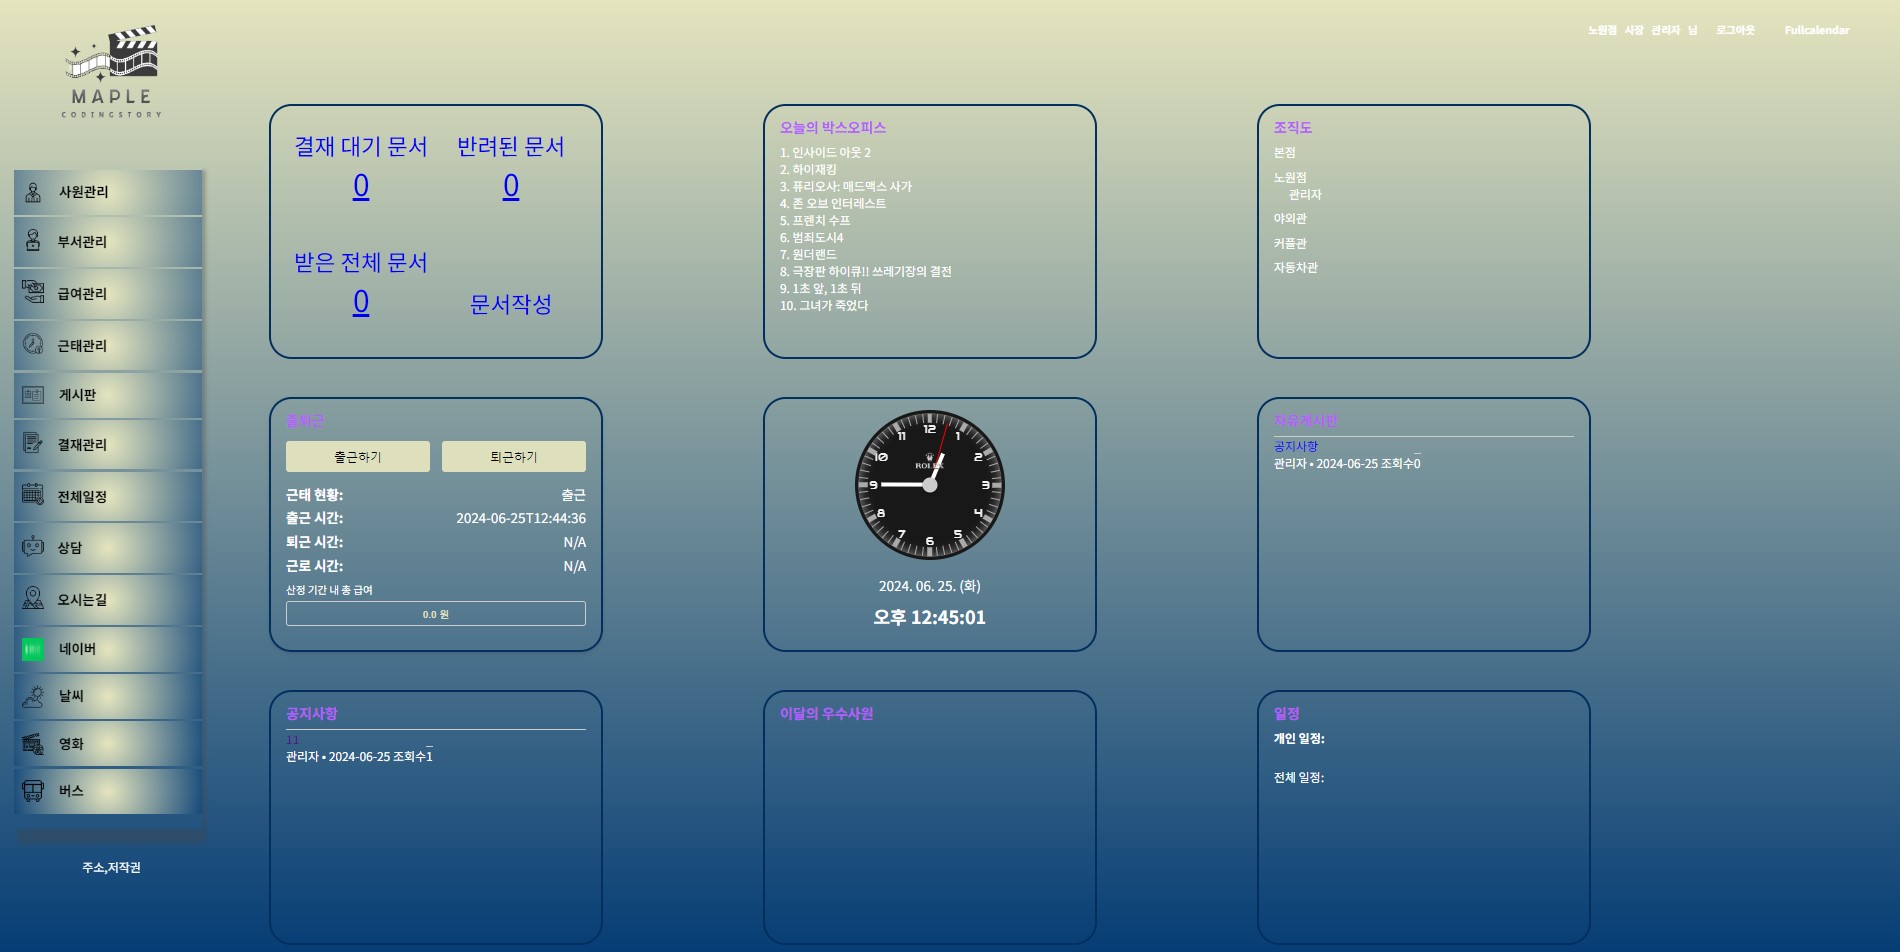 MAPLE
CODINGSTORY
노원점 사장 관리자 님 로그아웃 Fullcalendar
사원관리
부서관리
급여관리
근태관리
게시판
결재관리
전체일정
상담
오시는길
네이버
날씨
영화
버스
주소,저작권
결재 대기 문서 반려된 문서
0 0
받은 전체 문서
0 문서작성
오늘의 박스오피스
1. 인사이드 아웃 2
2. 하이재킹
3. 퓨리오사: 매드맥스 사가
4. 존 오브 인터레스트
5. 프렌치 수프
6. 범죄도시4
7. 원더랜드
8. 극장판 하이큐!! 쓰레기장의 결전
9. 1초 앞, 1초 뒤
10. 그녀가 죽었다
조직도
본점
노원점
관리자
야외관
커플관
자동차관
출퇴근
출근하기 퇴근하기
근태 현황: 출근
출근 시간: 2024-06-25T12:44:36
퇴근 시간: N/A
근로 시간: N/A
산정 기간 내 총 급여
0.0 원
12
11 1
10 2
ROLEX
9 3
8 4
7 5
6
2024. 06. 25. (화)
오후 12:45:01
자유게시판
공지사항
관리자 • 2024-06-25 조회수0
공지사항
11
관리자 • 2024-06-25 조회수1
이달의 우수사원
일정
개인 일정:
전체 일정: